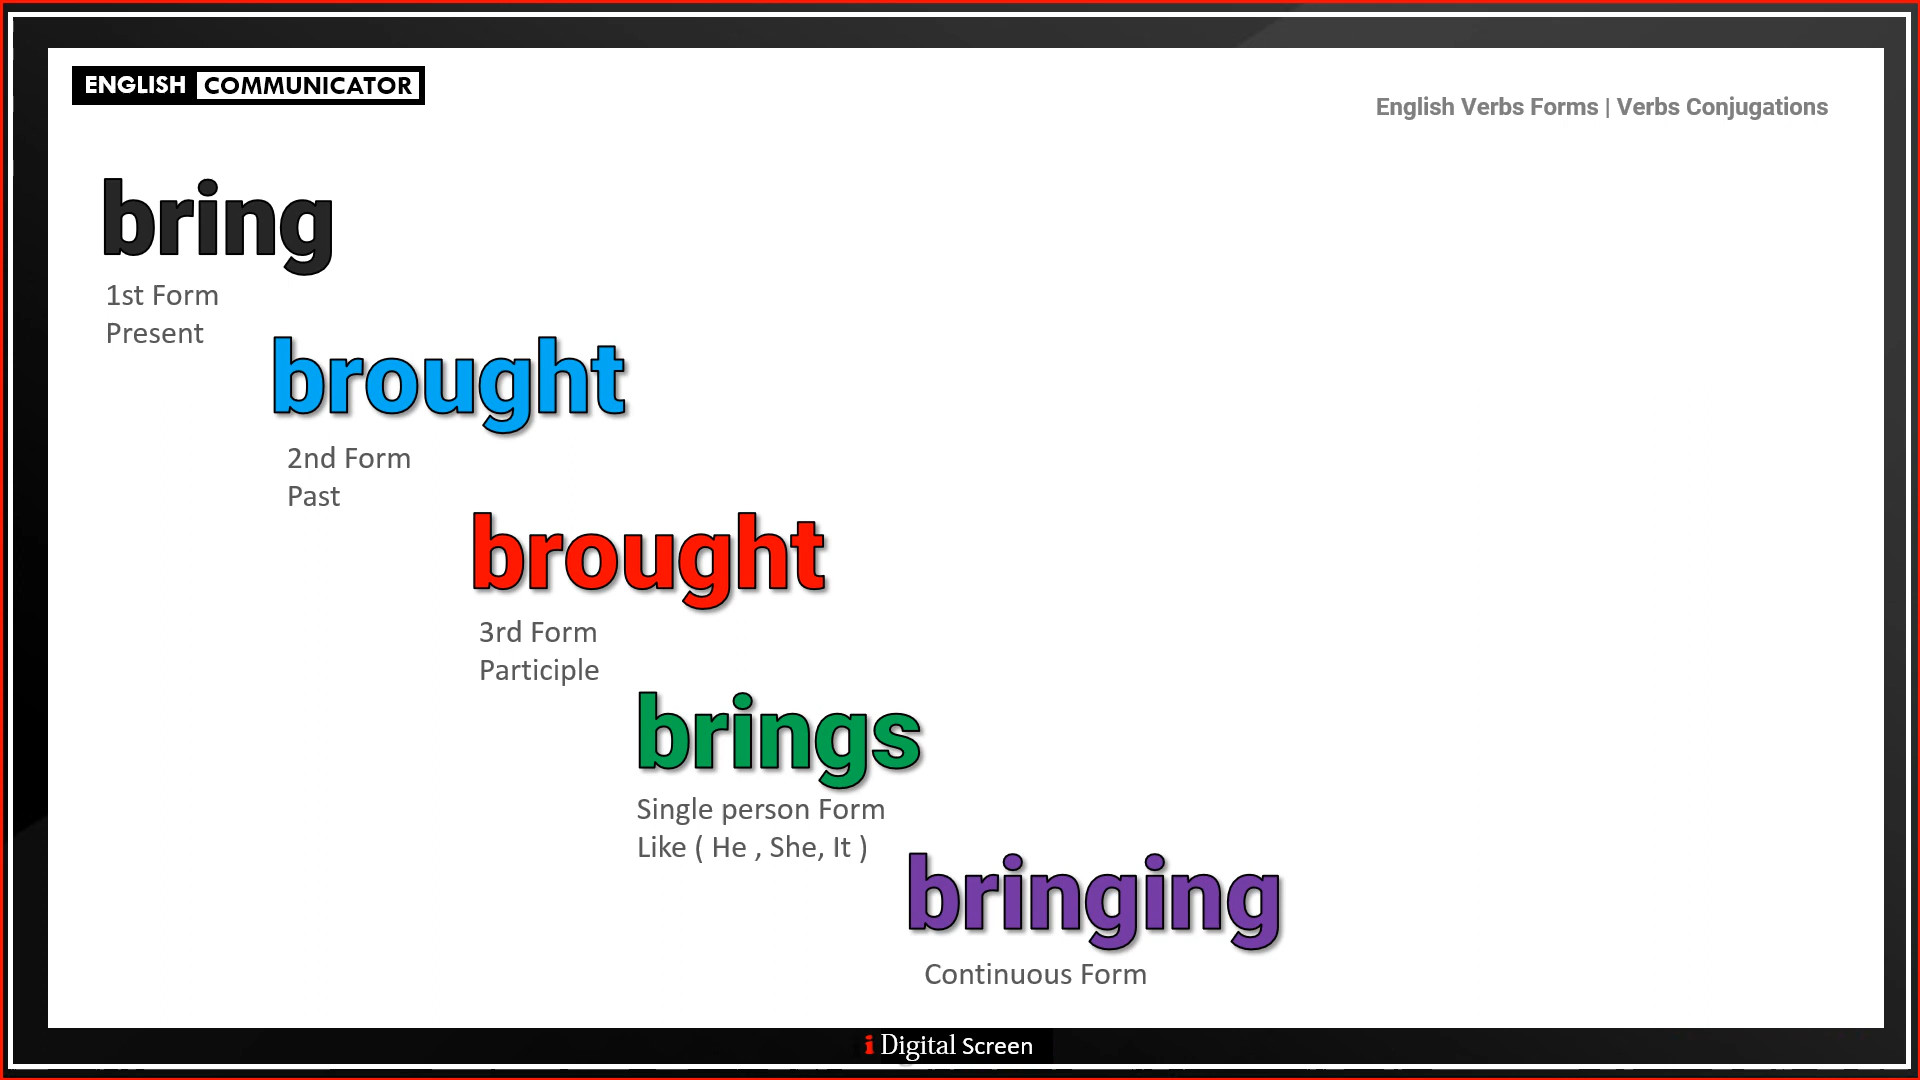 ENGLISH COMMUNICATOR
English Verbs Forms | Verbs Conjugations
bring
1st Form
Present
brought
2nd Form
Past
brought
3rd Form
Participle
brings
Single person Form
Like ( He , She, It )
bringing
Continuous Form
i Digital Screen